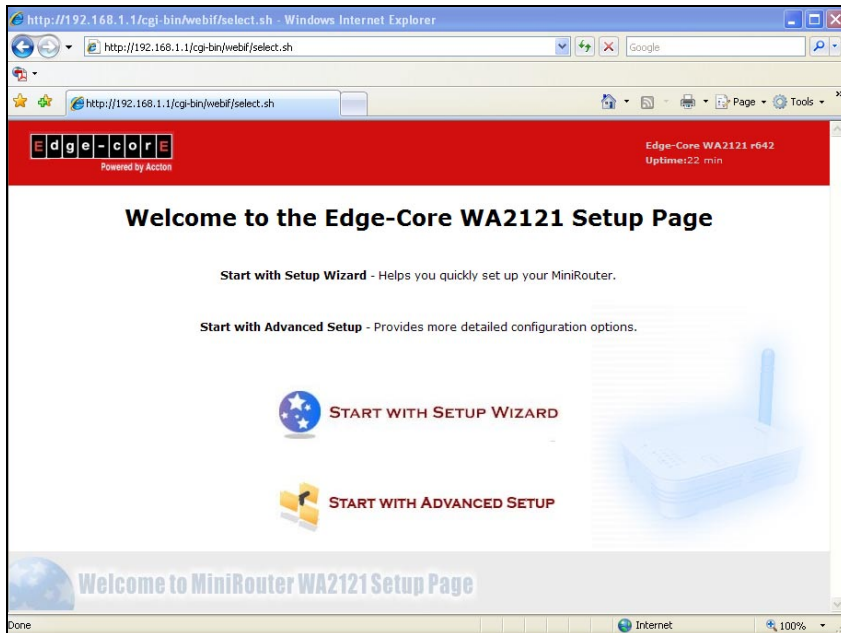 http://192.168.1.1/cgi-bin/webif/select.sh - Windows Internet Explorer
http://192.168.1.1/cgi-bin/webif/select.sh
Google
http://192.168.1.1/cgi-bin/webif/select.sh
Page
Tools
»
Edge-corE
Powered by Accton
Edge-Core WA2121 r642
Uptime:22 min
Welcome to the Edge-Core WA2121 Setup Page
Start with Setup Wizard - Helps you quickly set up your MiniRouter.
Start with Advanced Setup - Provides more detailed configuration options.
START WITH SETUP WIZARD
START WITH ADVANCED SETUP
Welcome to MiniRouter WA2121 Setup Page
Done
Internet
100%